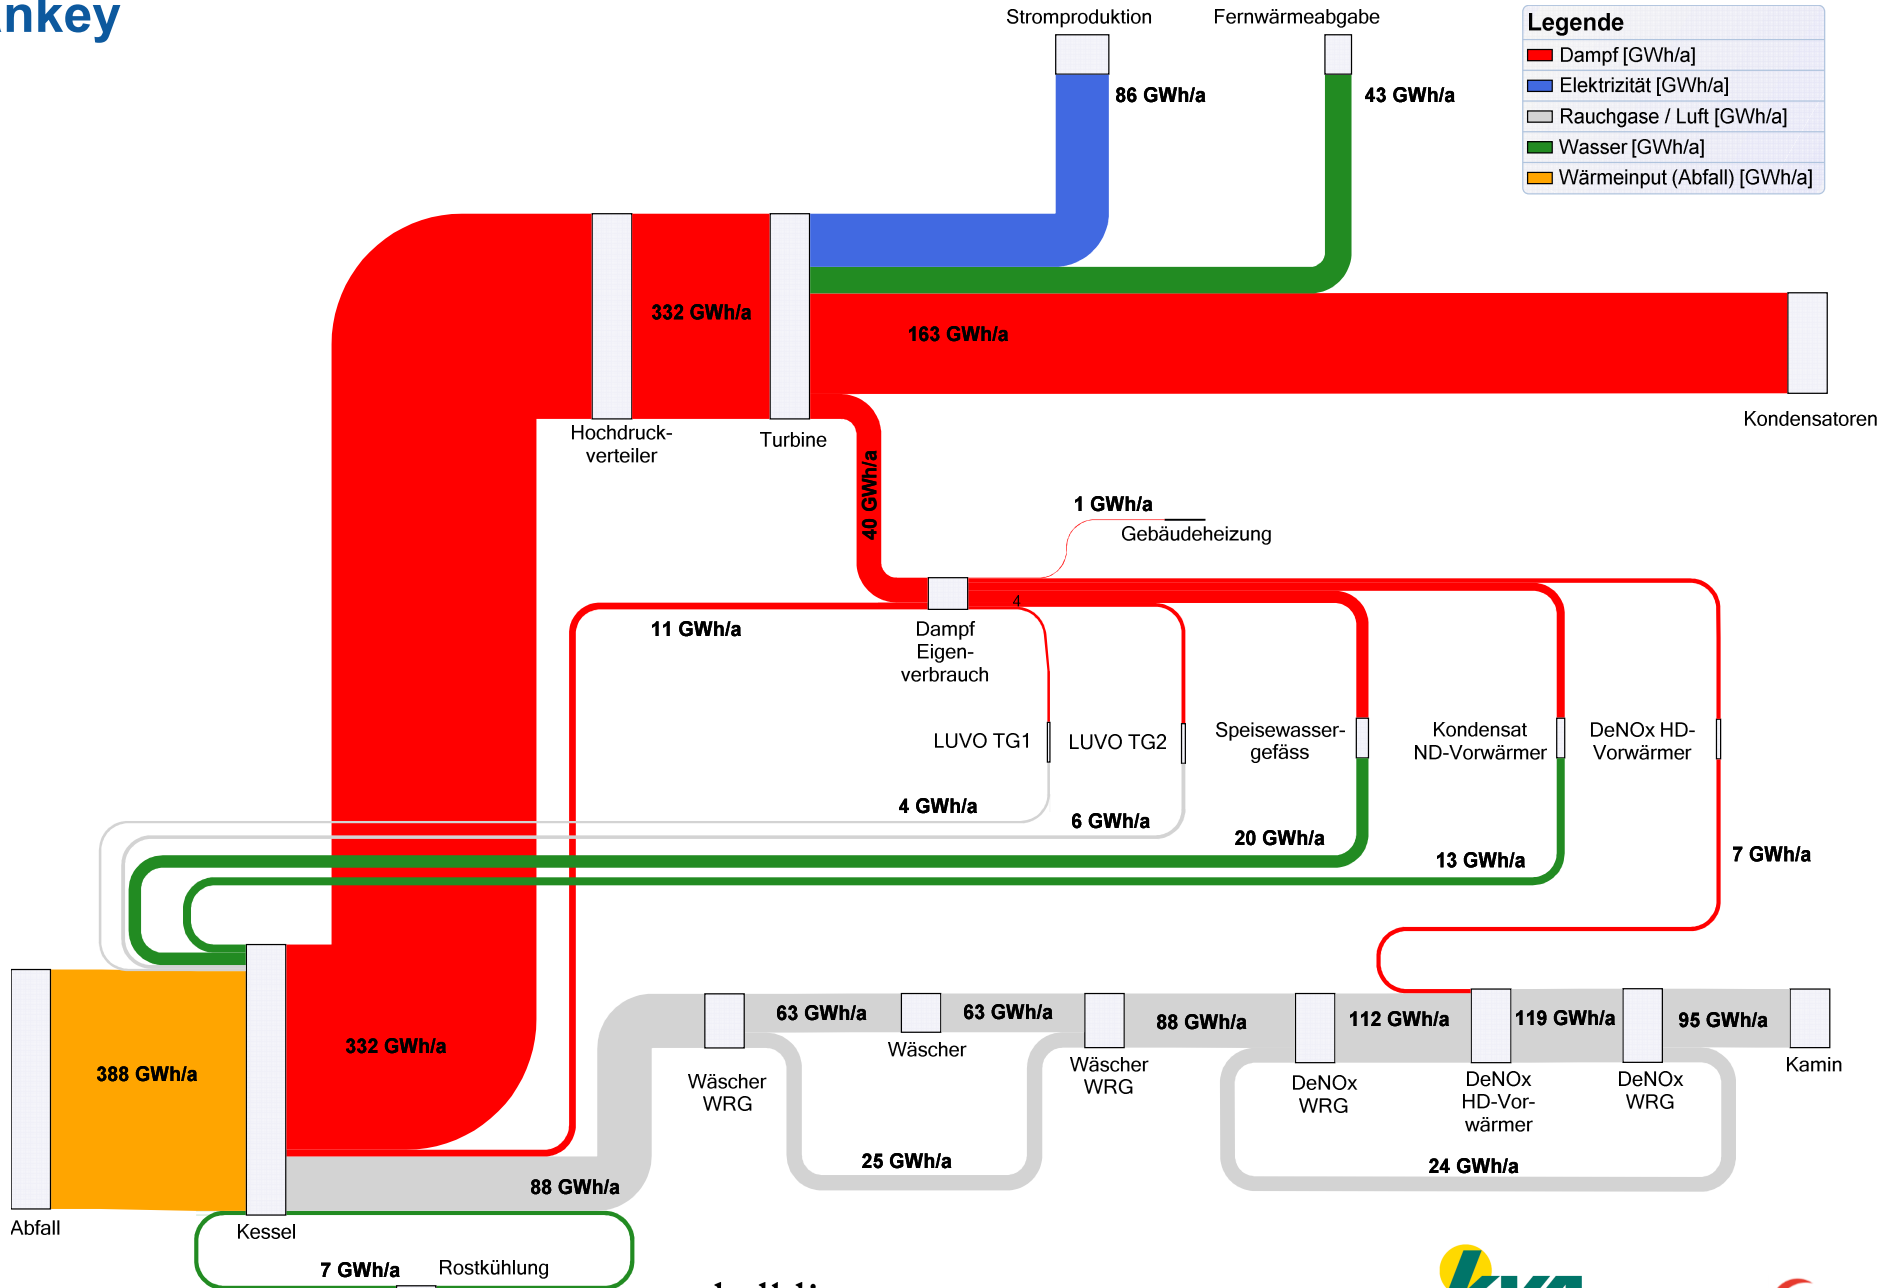 Stromproduktion
Fernwärmeabgabe
86 GWh/a
43 GWh/a
Legende
Dampf [GWh/a]
Elektrizität [GWh/a]
Rauchgase / Luft [GWh/a]
Wasser [GWh/a]
Wärmeinput (Abfall) [GWh/a]
332 GWh/a
163 GWh/a
Hochdruck-
verteiler
Turbine
Kondensatoren
40 GWh/a
1 GWh/a
Gebäudeheizung
4
11 GWh/a
Dampf
Eigen-
verbrauch
LUVO TG1
LUVO TG2
Speisewasser-
gefäss
Kondensat
ND-Vorwärmer
DeNOx HD-
Vorwärmer
4 GWh/a
6 GWh/a
20 GWh/a
13 GWh/a
7 GWh/a
388 GWh/a
332 GWh/a
63 GWh/a
63 GWh/a
88 GWh/a
112 GWh/a
119 GWh/a
95 GWh/a
Wäscher
WRG
Wäscher
Wäscher
WRG
DeNOx
WRG
DeNOx
HD-Vor-
wärmer
DeNOx
WRG
Kamin
25 GWh/a
24 GWh/a
88 GWh/a
Abfall
Kessel
7 GWh/a
Rostkühlung